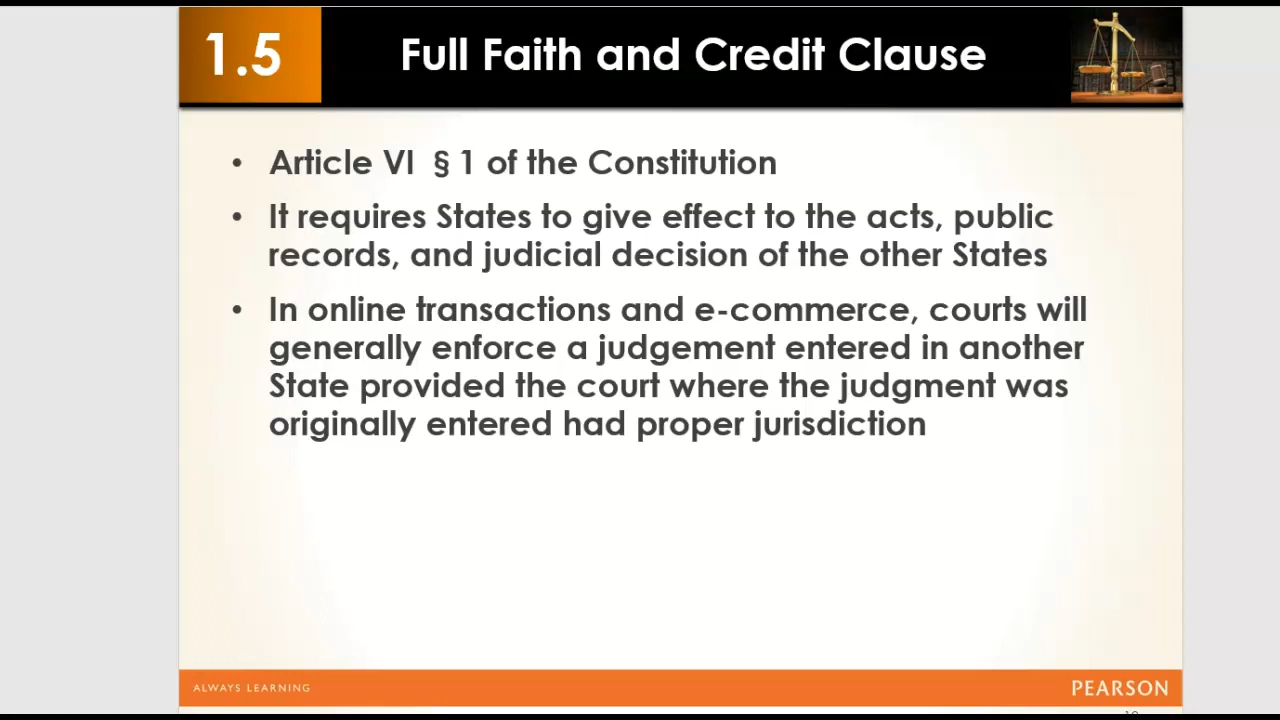 1.5
Full Faith and Credit Clause
• Article VI § 1 of the Constitution
• It requires States to give effect to the acts, public
records, and judicial decision of the other States
• In online transactions and e-commerce, courts will
generally enforce a judgement entered in another
State provided the court where the judgment was
originally entered had proper jurisdiction
ALWAYS LEARNING
PEARSON